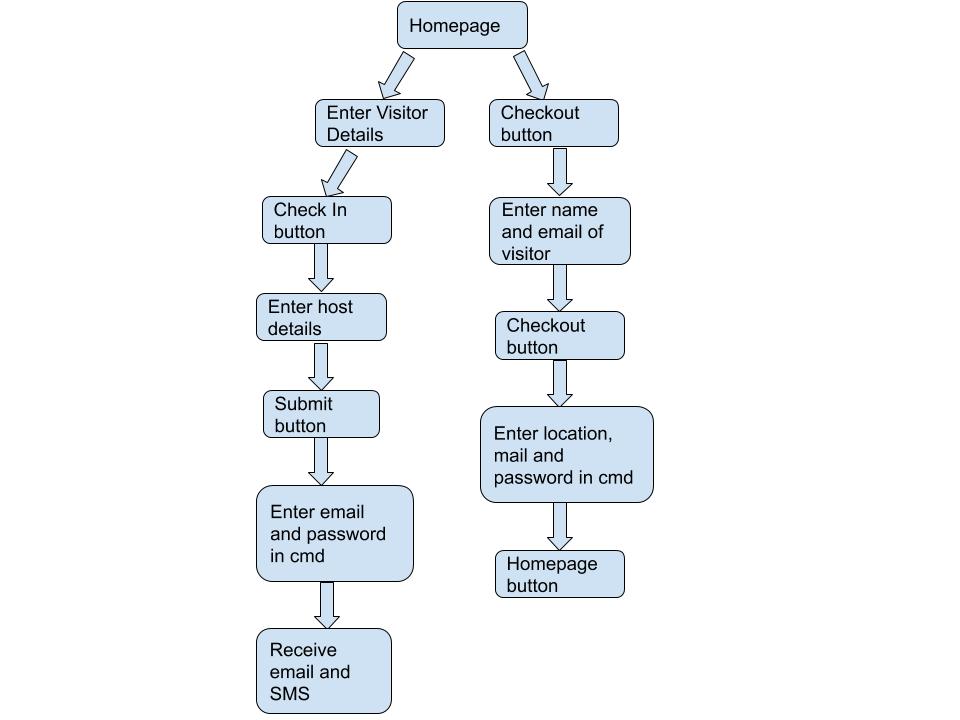 Homepage
Enter Visitor
Details
Check In
button
Enter host
details
Submit
button
Enter email
and password
in cmd
Receive
email and
SMS
Checkout
button
Enter name
and email of
visitor
Checkout
button
Enter location,
mail and
password in cmd
Homepage
button